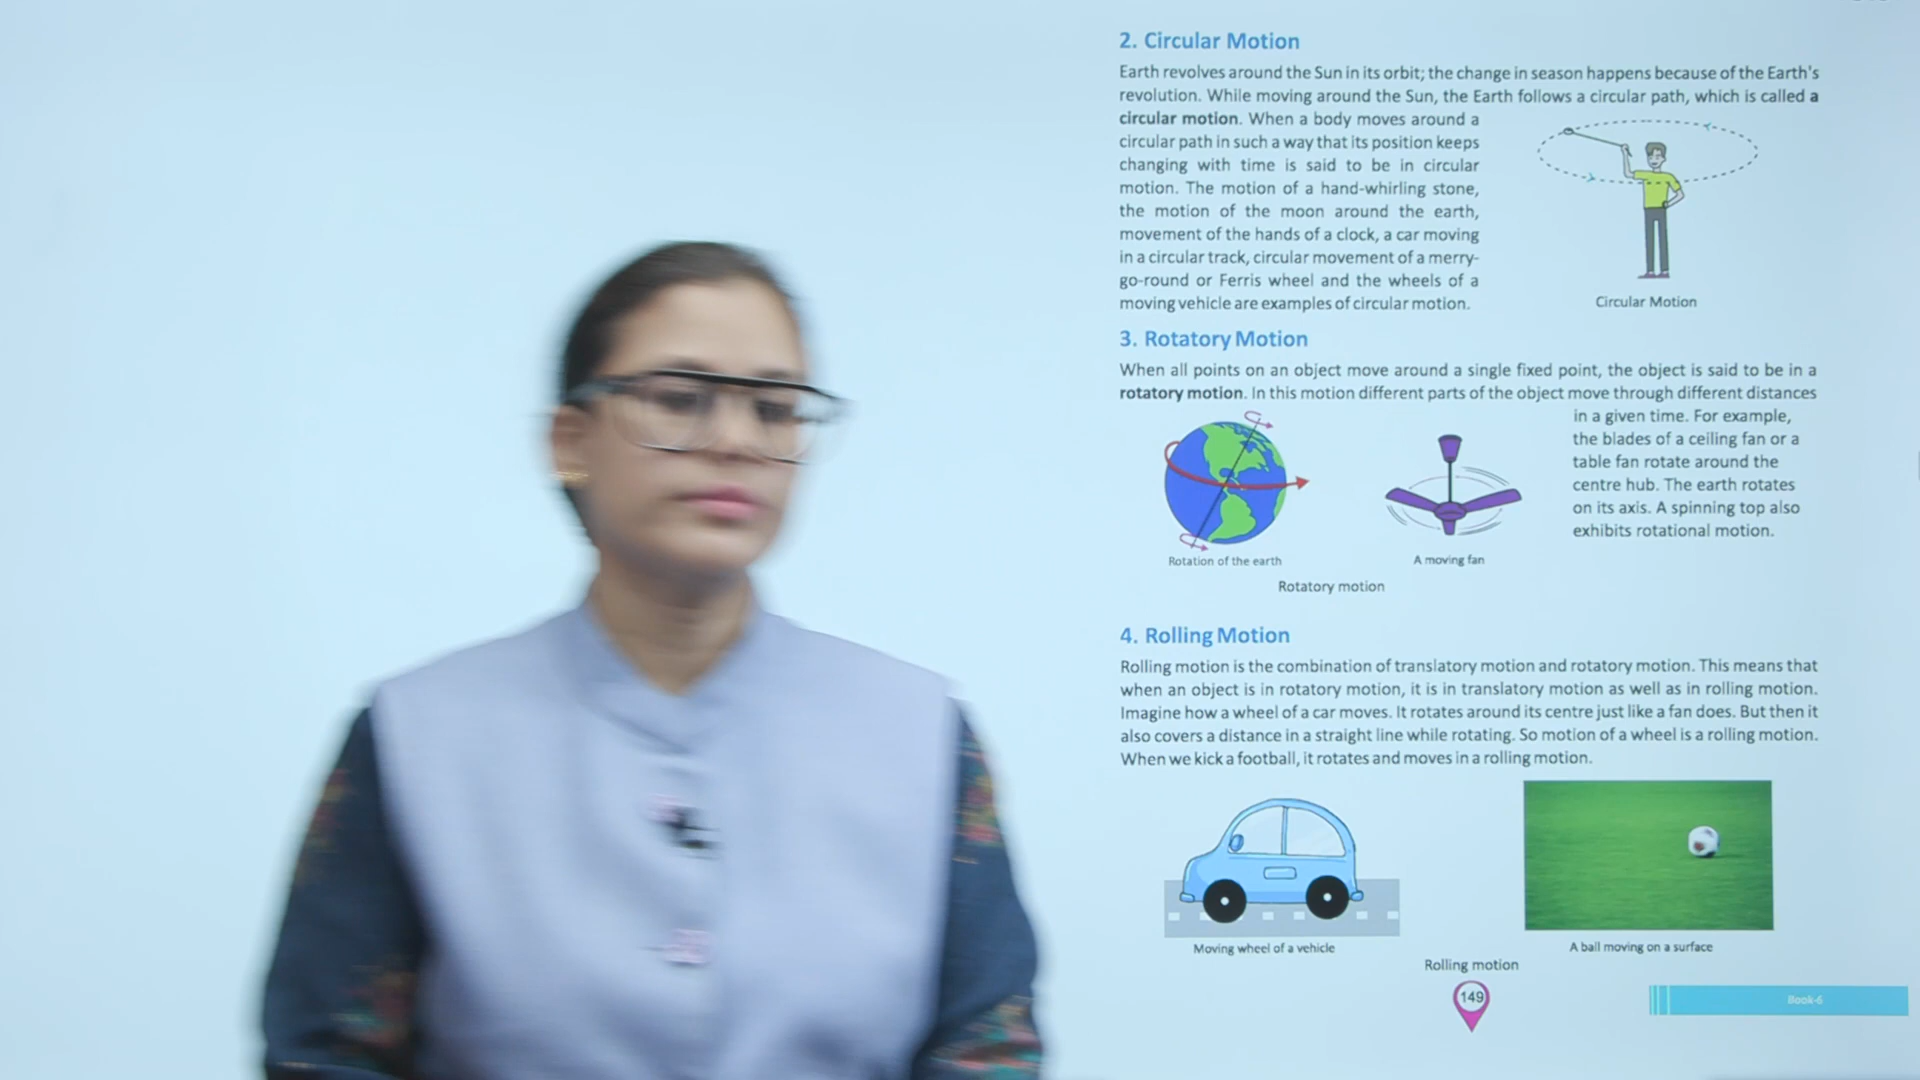 2. Circular Motion
Earth revolves around the Sun in its orbit; the change in season happens because of the Earth's
revolution. While moving around the Sun, the Earth follows a circular path, which is called a
circular motion. When a body moves around a
circular path in such a way that its position keeps
changing with time is said to be in circular
motion. The motion of a hand-whirling stone,
the motion of the moon around the earth,
movement of the hands of a clock, a car moving
in a circular track, circular movement of a merry-
go-round or Ferris wheel and the wheels of a
moving vehicle are examples of circular motion.
Circular Motion
3. Rotatory Motion
When all points on an object move around a single fixed point, the object is said to be in a
rotatory motion. In this motion different parts of the object move through different distances
in a given time. For example,
the blades of a ceiling fan or a
table fan rotate around the
centre hub. The earth rotates
on its axis. A spinning top also
exhibits rotational motion.
Rotation of the earth
A moving fan
Rotatory motion
4. Rolling Motion
Rolling motion is the combination of translatory motion and rotatory motion. This means that
when an object is in rotatory motion, it is in translatory motion as well as in rolling motion.
Imagine how a wheel of a car moves. It rotates around its centre just like a fan does. But then it
also covers a distance in a straight line while rotating. So motion of a wheel is a rolling motion.
When we kick a football, it rotates and moves in a rolling motion.
Moving wheel of a vehicle
A ball moving on a surface
Rolling motion
149
Book-6